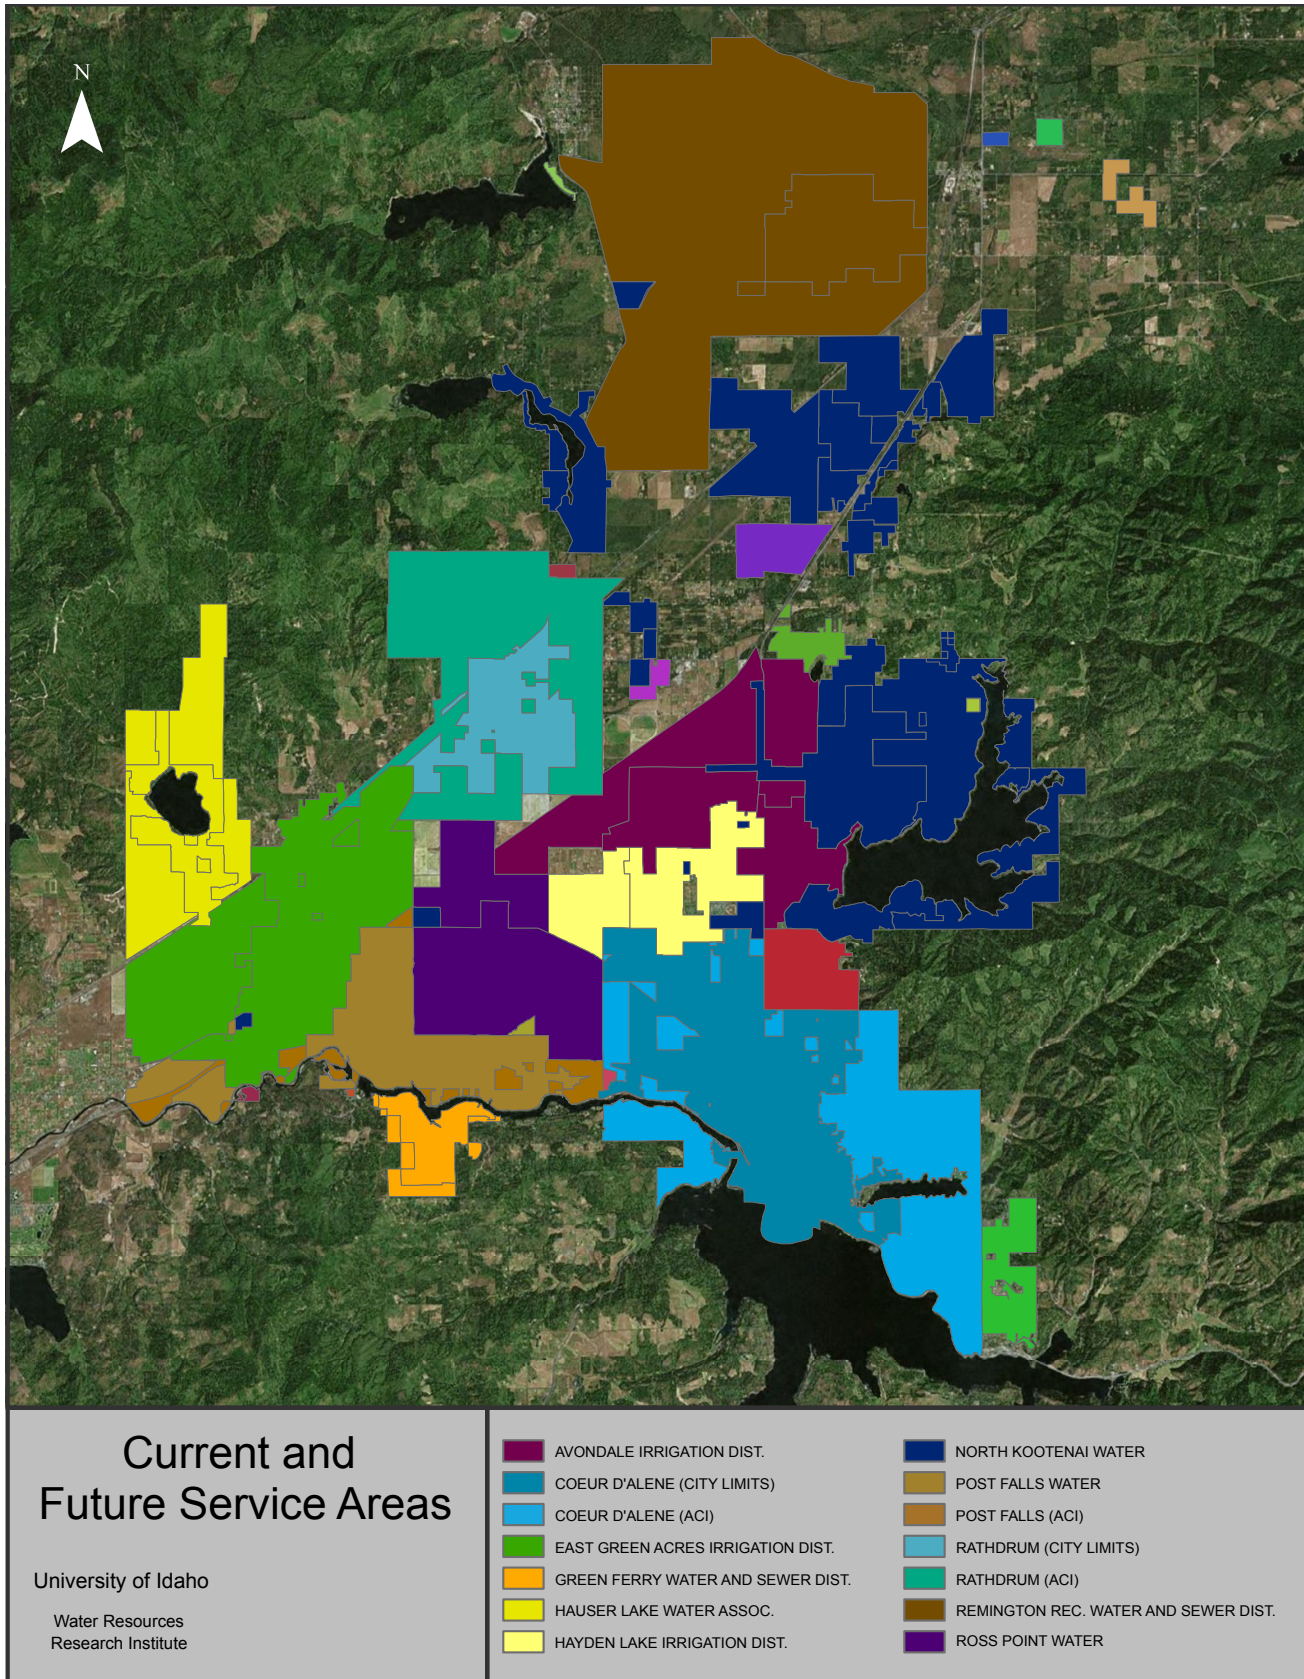 N
Current and
Future Service Areas
University of Idaho
Water Resources
Research Institute
AVONDALE IRRIGATION DIST.
COEUR D'ALENE (CITY LIMITS)
COEUR D'ALENE (ACI)
EAST GREEN ACRES IRRIGATION DIST.
GREEN FERRY WATER AND SEWER DIST.
HAUSER LAKE WATER ASSOC.
HAYDEN LAKE IRRIGATION DIST.
NORTH KOOTENAI WATER
POST FALLS WATER
POST FALLS (ACI)
RATHDRUM (CITY LIMITS)
RATHDRUM (ACI)
REMINGTON REC. WATER AND SEWER DIST.
ROSS POINT WATER